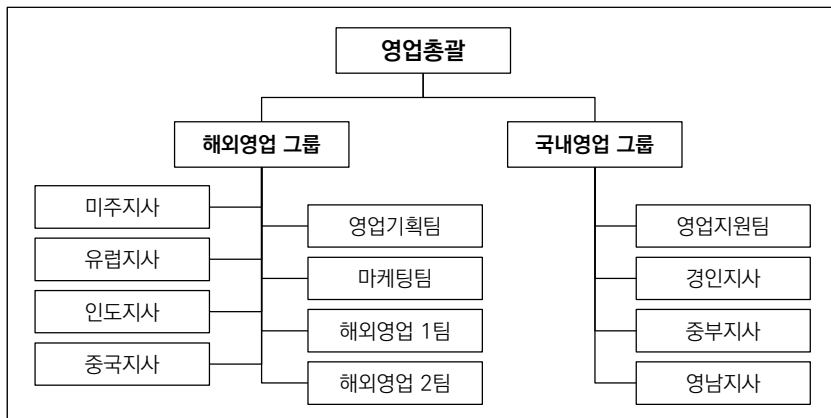 영업총괄
해외영업 그룹
국내영업 그룹
미주지사
유럽지사
인도지사
중국지사
영업기획팀
마케팅팀
해외영업 1팀
해외영업 2팀
영업지원팀
경인지사
중부지사
영남지사